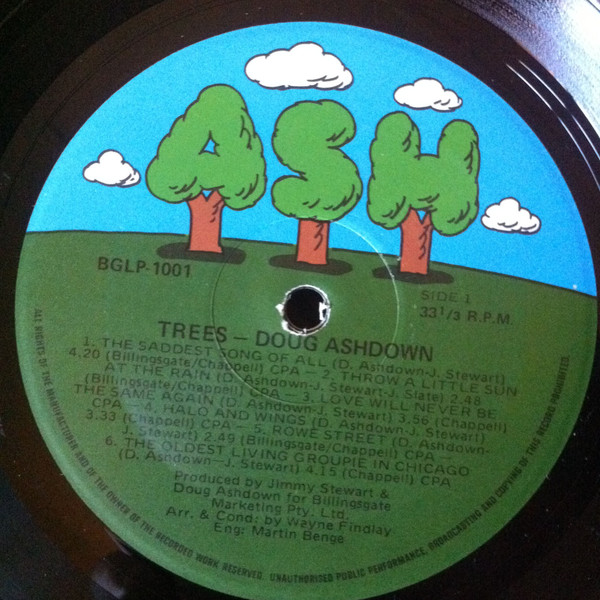 ASH
BGLP-1001
SIDE 1
33 1/3 R.P.M.
TREES – DOUG ASHDOWN
1. THE SADDEST SONG OF ALL (D. Ashdown-J. Stewart)
4.20 (Billingsgate/Chappell) CPA – 2. THROW A LITTLE SUN
AT THE RAIN (D. Ashdown-J. Stewart-J. Slate) 2.48
(Billingsgate/Chappell) CPA – 3. LOVE WILL NEVER BE
THE SAME AGAIN (D. Ashdown-J. Stewart) 3.56 (Chappell)
CPA – 4. HALO AND WINGS (D. Ashdown-J. Stewart)
3.33 (Chappell) CPA – 5. ROWE STREET (D. Ashdown-
J. Stewart) 2.49 (Billingsgate/Chappell) CPA –
6. THE OLDEST LIVING GROUPIE IN CHICAGO
(D. Ashdown–J. Stewart) 4.15 (Chappell) CPA
Produced by Jimmy Stewart &
Doug Ashdown for Billingsgate
Marketing Pty. Ltd.
Arr. & Cond: by Wayne Findlay
Eng: Martin Benge
ALL RIGHTS OF THE MANUFACTURER AND OF THE OWNER OF THE RECORDED WORK RESERVED. UNAUTHORISED PUBLIC PERFORMANCE, BROADCASTING AND COPYING OF THIS RECORD PROHIBITED.